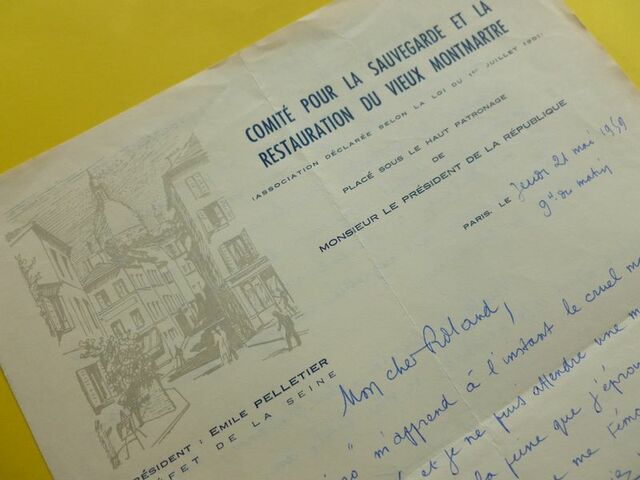 COMITÉ POUR LA SAUVEGARDE ET LA
RESTAURATION DU VIEUX MONTMARTRE
(ASSOCIATION DÉCLARÉE SELON LA LOI DU 1er JUILLET 1901)
PLACÉ SOUS LE HAUT PATRONAGE
DE
MONSIEUR LE PRÉSIDENT DE LA RÉPUBLIQUE
PARIS, LE Jeudi 21 mai 1959
9h du matin
PRÉSIDENT : EMILE PELLETIER
ÉFET DE LA SEINE
Mon cher Rolland,
m'apprend à l'instant le cruel
et je ne puis attendre une
la peine que j'éprou
me